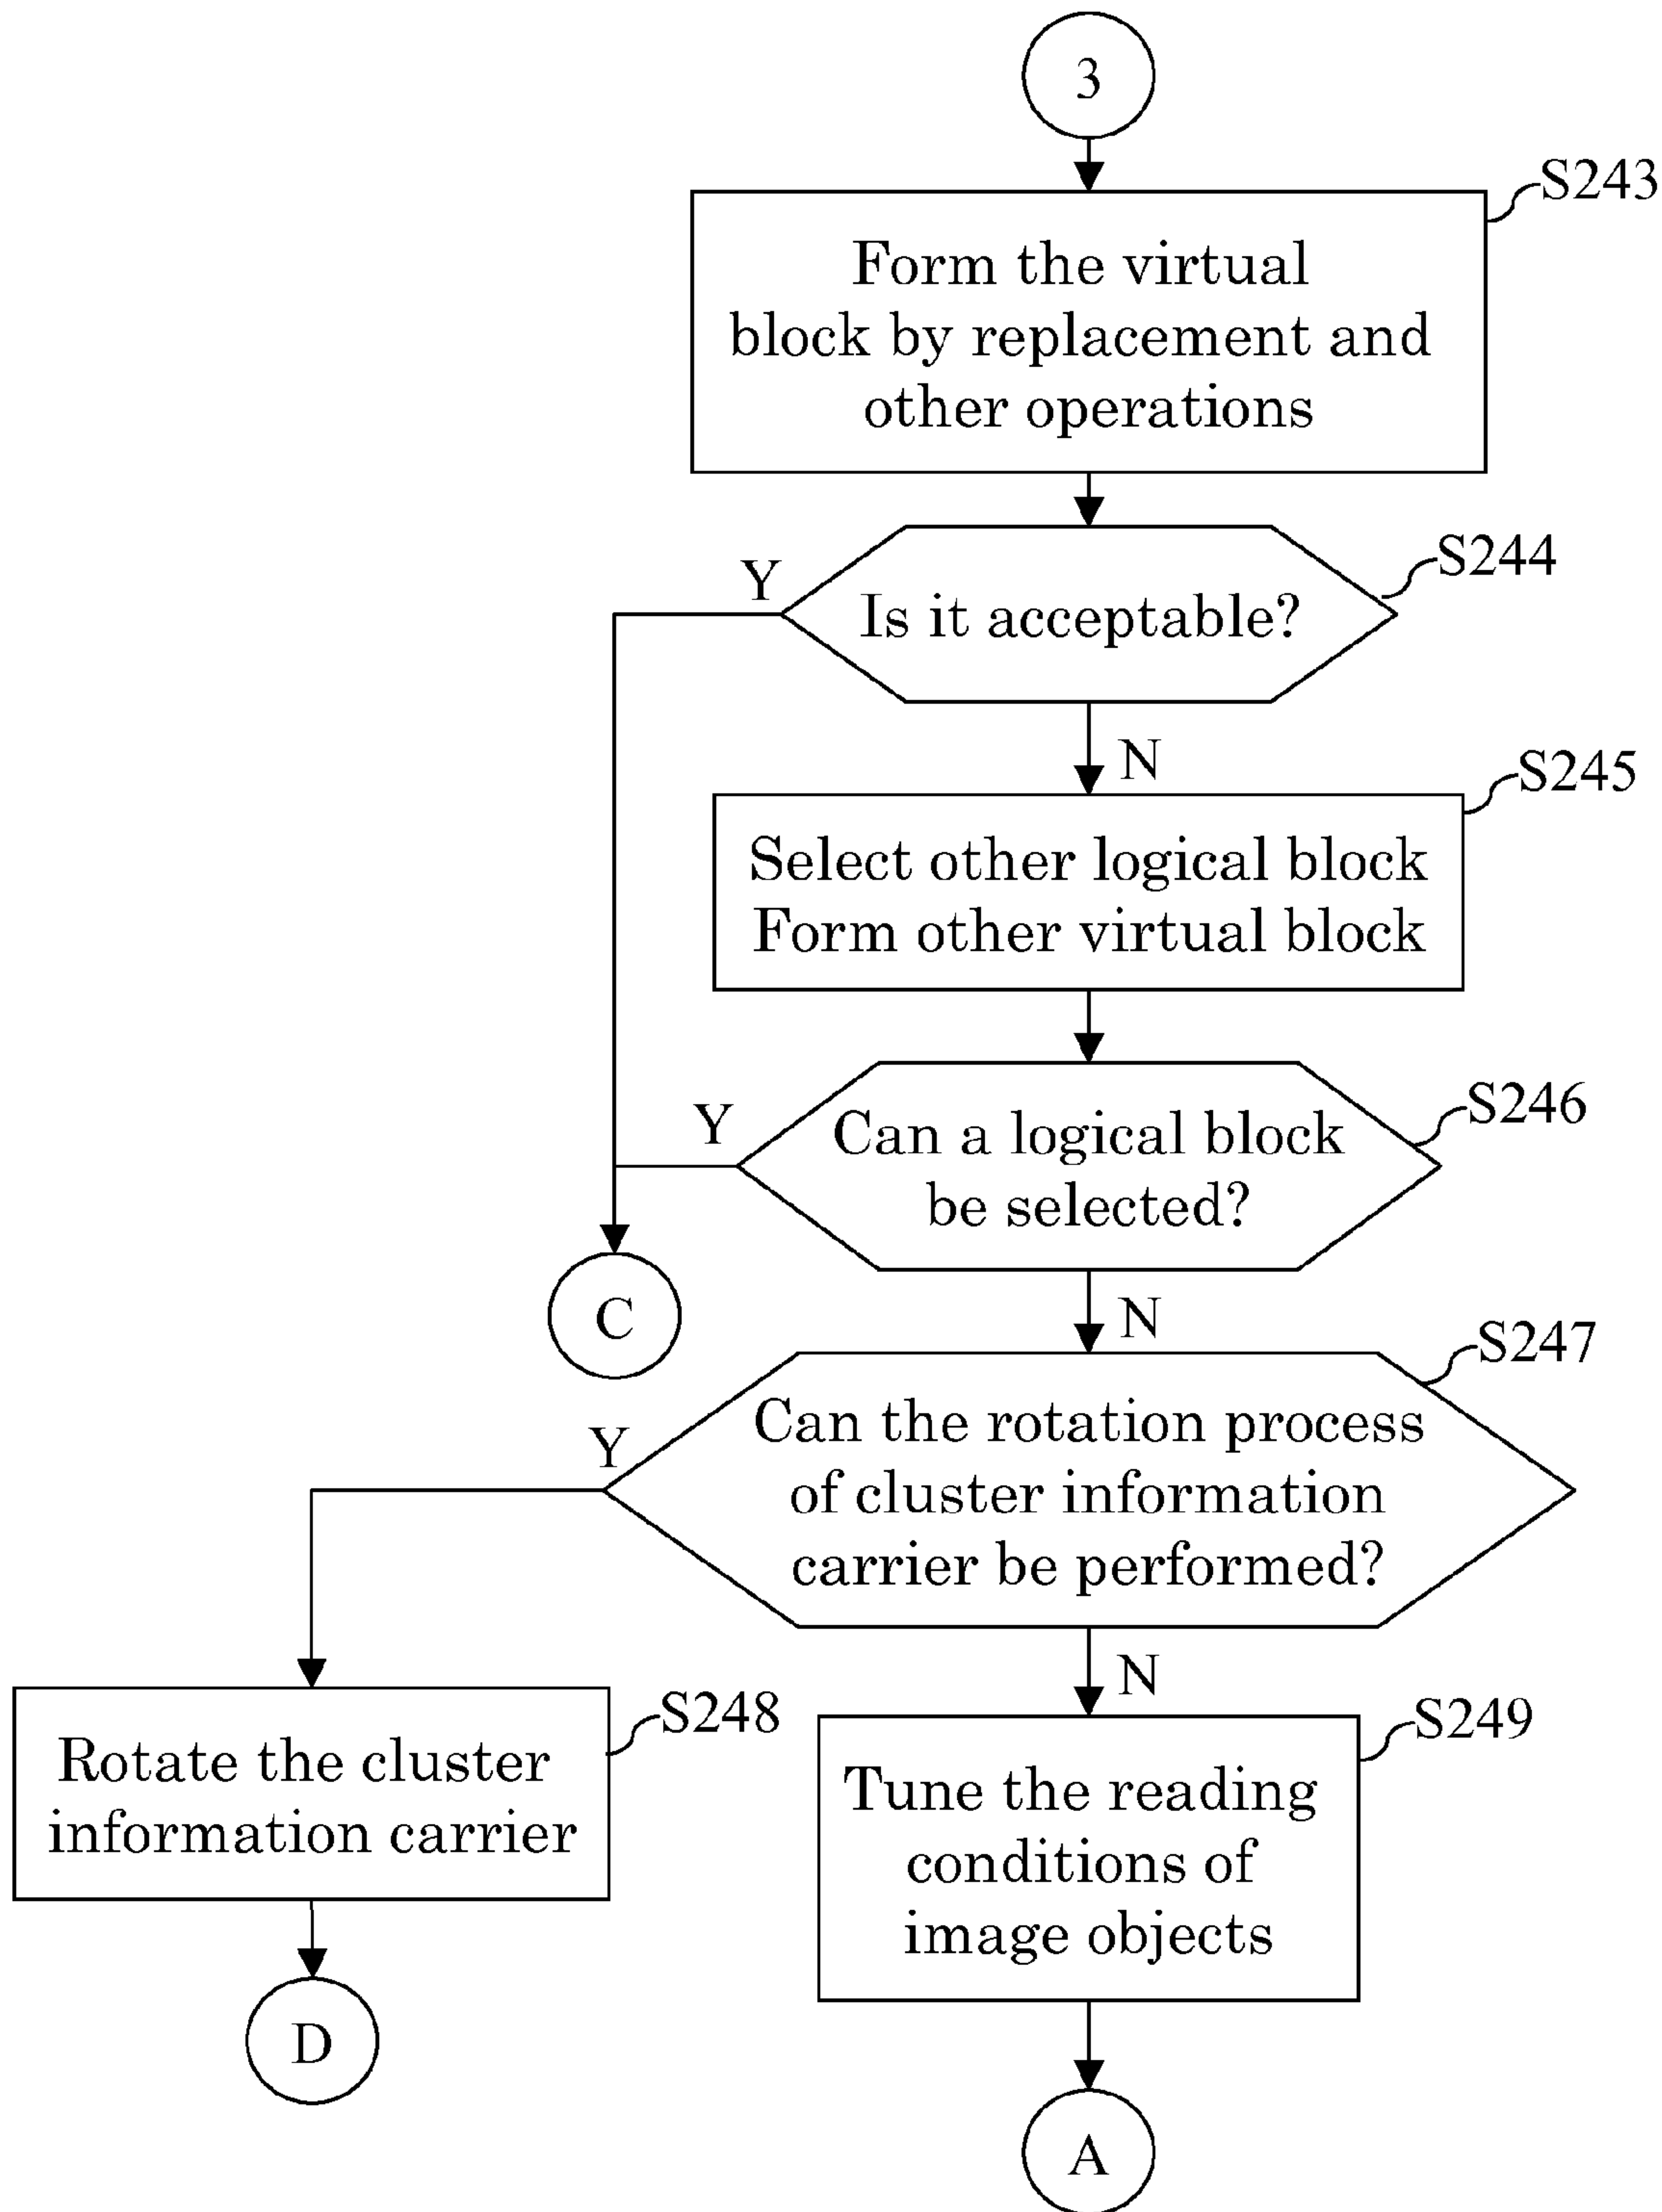 3
S243
Form the virtual
block by replacement and
other operations
S244
Y
Is it acceptable?
N
S245
Select other logical block
Form other virtual block
S246
Y
Can a logical block
be selected?
C
N
S247
Y
Can the rotation process
of cluster information
carrier be performed?
N
S248
Rotate the cluster
information carrier
S249
Tune the reading
conditions of
image objects
D
A